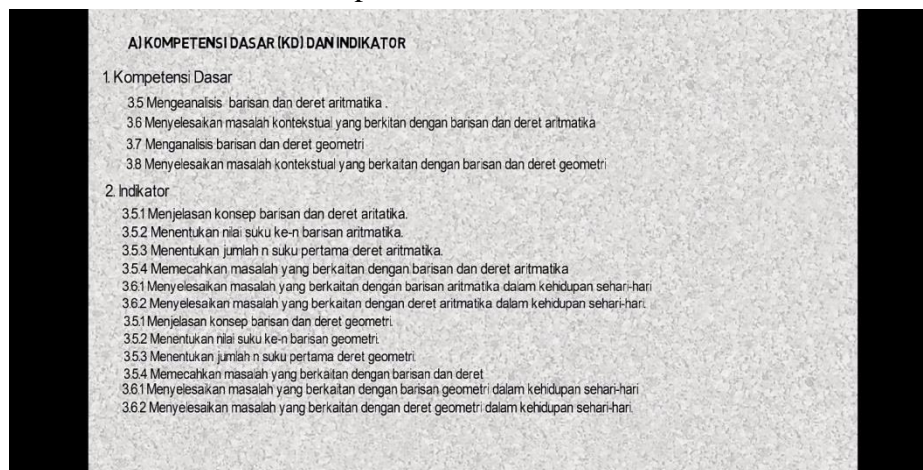 A) KOMPETENSI DASAR (KD) DAN INDIKATOR
1. Kompetensi Dasar
3.5 Mengeanalisis barisan dan deret aritmatika .
3.6 Menyelesaikan masalah kontekstual yang berkitan dengan barisan dan deret aritmatika
3.7 Menganalisis barisan dan deret geometri
3.8 Menyelesaikan masalah kontekstual yang berkaitan dengan barisan dan deret geometri
2. Indikator
3.5.1 Menjelasan konsep barisan dan deret aritatika.
3.5.2 Menentukan nilai suku ke-n barisan aritmatika.
3.5.3 Menentukan jumlah n suku pertama deret aritmatika.
3.5.4 Memecahkan masalah yang berkaitan dengan barisan dan deret aritmatika
3.6.1 Menyelesaikan masalah yang berkaitan dengan barisan aritmatika dalam kehidupan sehari-hari
3.6.2 Menyelesaikan masalah yang berkaitan dengan deret aritmatika dalam kehidupan sehari-hari.
3.5.1 Menjelasan konsep barisan dan deret geometri.
3.5.2 Menentukan nilai suku ke-n barisan geometri.
3.5.3 Menentukan jumlah n suku pertama deret geometri.
3.5.4 Memecahkan masalah yang berkaitan dengan barisan dan deret
3.6.1 Menyelesaikan masalah yang berkaitan dengan barisan geometri dalam kehidupan sehari-hari
3.6.2 Menyelesaikan masalah yang berkaitan dengan deret geometri dalam kehidupan sehari-hari.